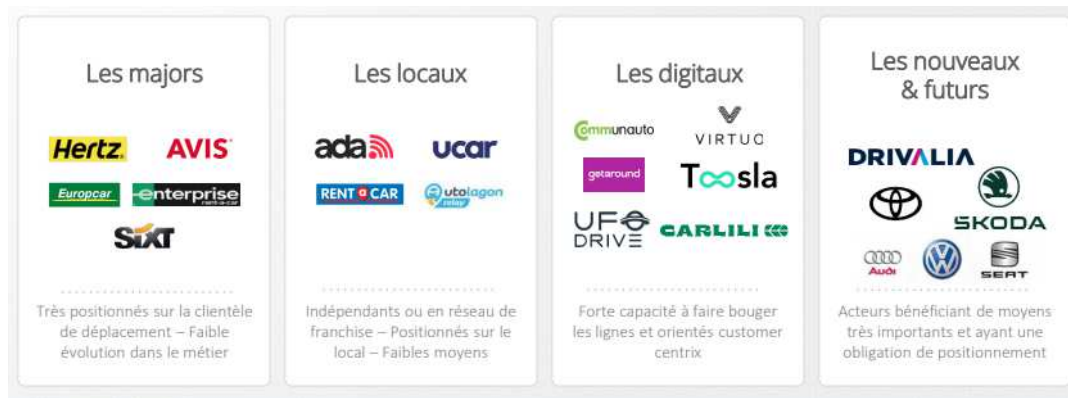 Les majors
Hertz.
AVIS
Europcar
enterprise
rent-a-car
SiXT
Très positionnés sur la clientèle
de déplacement – Faible
évolution dans le métier
Les locaux
ada
ucar
RENT a CAR
autolagon
relay
Indépendants ou en réseau de
franchise – Positionnés sur le
local – Faibles moyens
Les digitaux
Communauto
VIRTUO
getaround
Toosla
UFO
DRIVE
CARLILI
Forte capacité à faire bouger
les lignes et orientés customer
centrix
Les nouveaux
& futurs
DRIVALIA
SKODA
Audi
SEAT
Acteurs bénéficiant de moyens
très importants et ayant une
obligation de positionnement